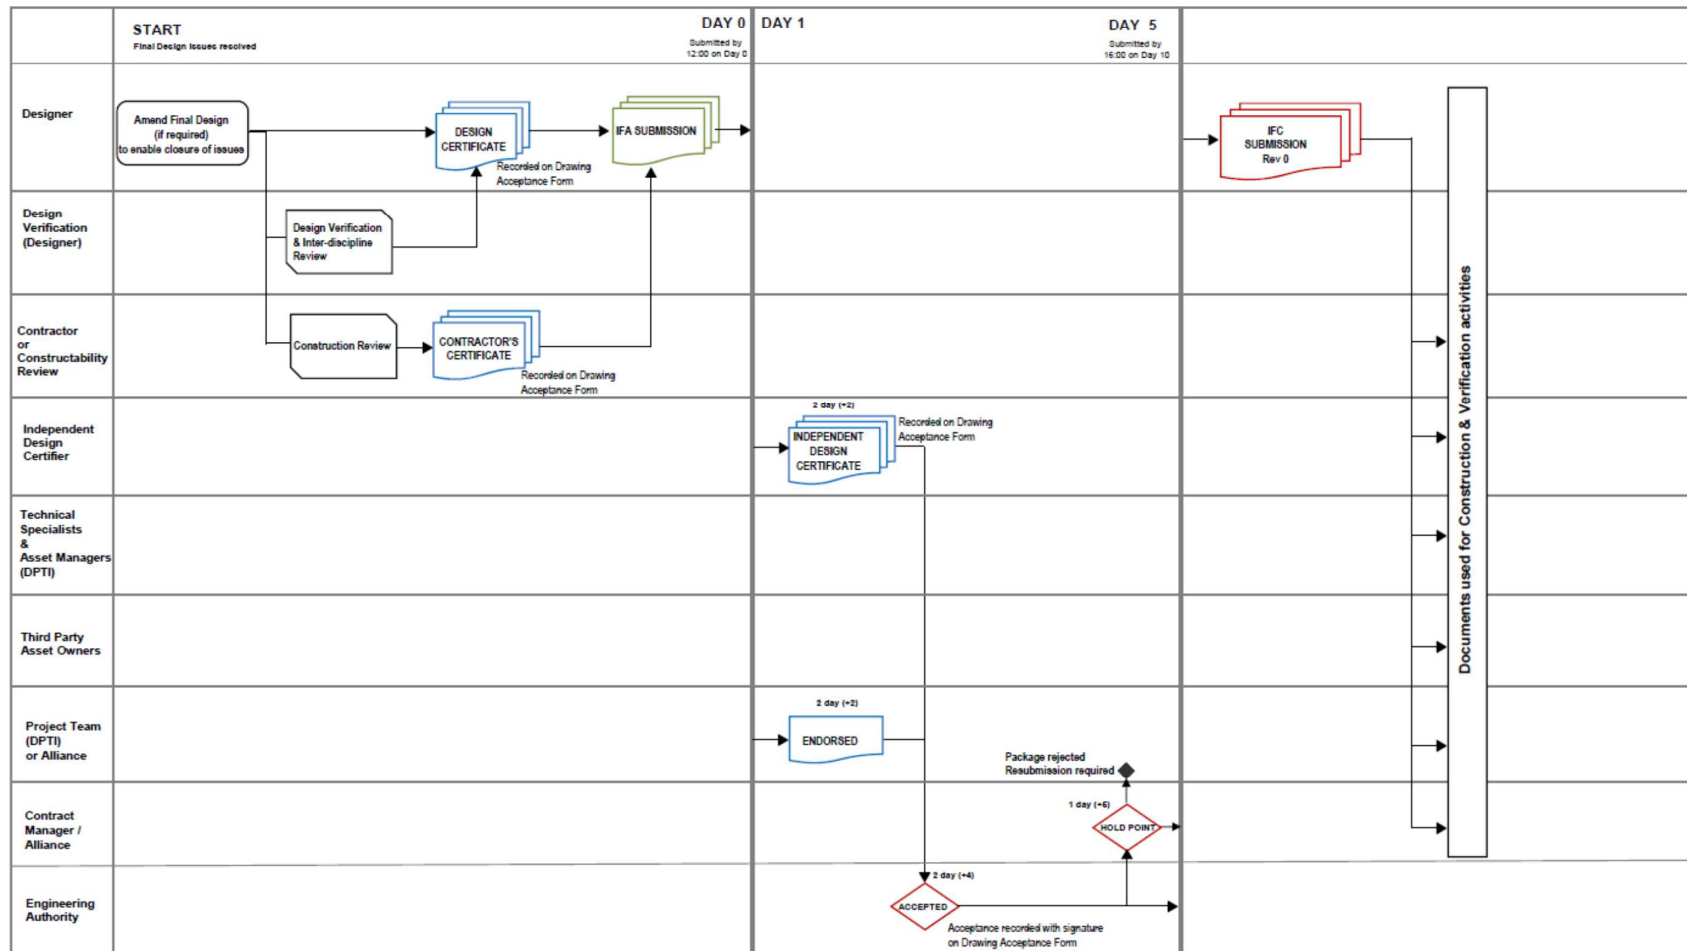 START
Final Design issues resolved
DAY 0
Submitted by
12:00 on Day 0
DAY 1
DAY 5
Submitted by
16:00 on Day 10
Designer
Amend Final Design
(if required)
to enable closure of issues
DESIGN
CERTIFICATE
Recorded on Drawing
Acceptance Form
IFA SUBMISSION
IFC
SUBMISSION
Rev 0
Design
Verification
(Designer)
Design Verification
& Inter-discipline
Review
Contractor
or
Constructability
Review
Construction Review
CONTRACTOR'S
CERTIFICATE
Recorded on Drawing
Acceptance Form
Independent
Design
Certifier
2 day (+2)
INDEPENDENT
DESIGN
CERTIFICATE
Recorded on Drawing
Acceptance Form
Technical
Specialists
&
Asset Managers
(DPTI)
Third Party
Asset Owners
Project Team
(DPTI)
or Alliance
2 day (+2)
ENDORSED
Package rejected
Resubmission required
Contract
Manager /
Alliance
1 day (+5)
HOLD POINT
Engineering
Authority
2 day (+4)
ACCEPTED
Acceptance recorded with signature
on Drawing Acceptance Form
Documents used for Construction & Verification activities